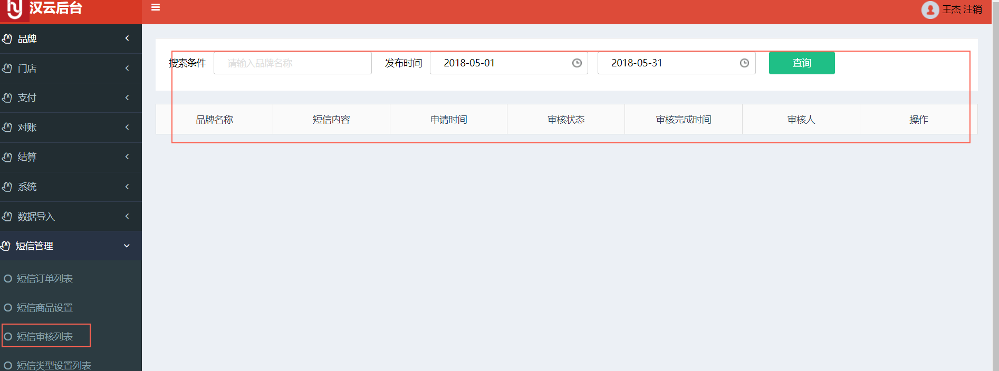 汉云后台
王杰 注销
品牌
门店
支付
对账
结算
系统
数据导入
短信管理
短信订单列表
短信商品设置
短信审核列表
短信类型设置列表
搜索条件 请输入品牌名称 发布时间 2018-05-01 2018-05-31 查询
品牌名称 短信内容 申请时间 审核状态 审核完成时间 审核人 操作